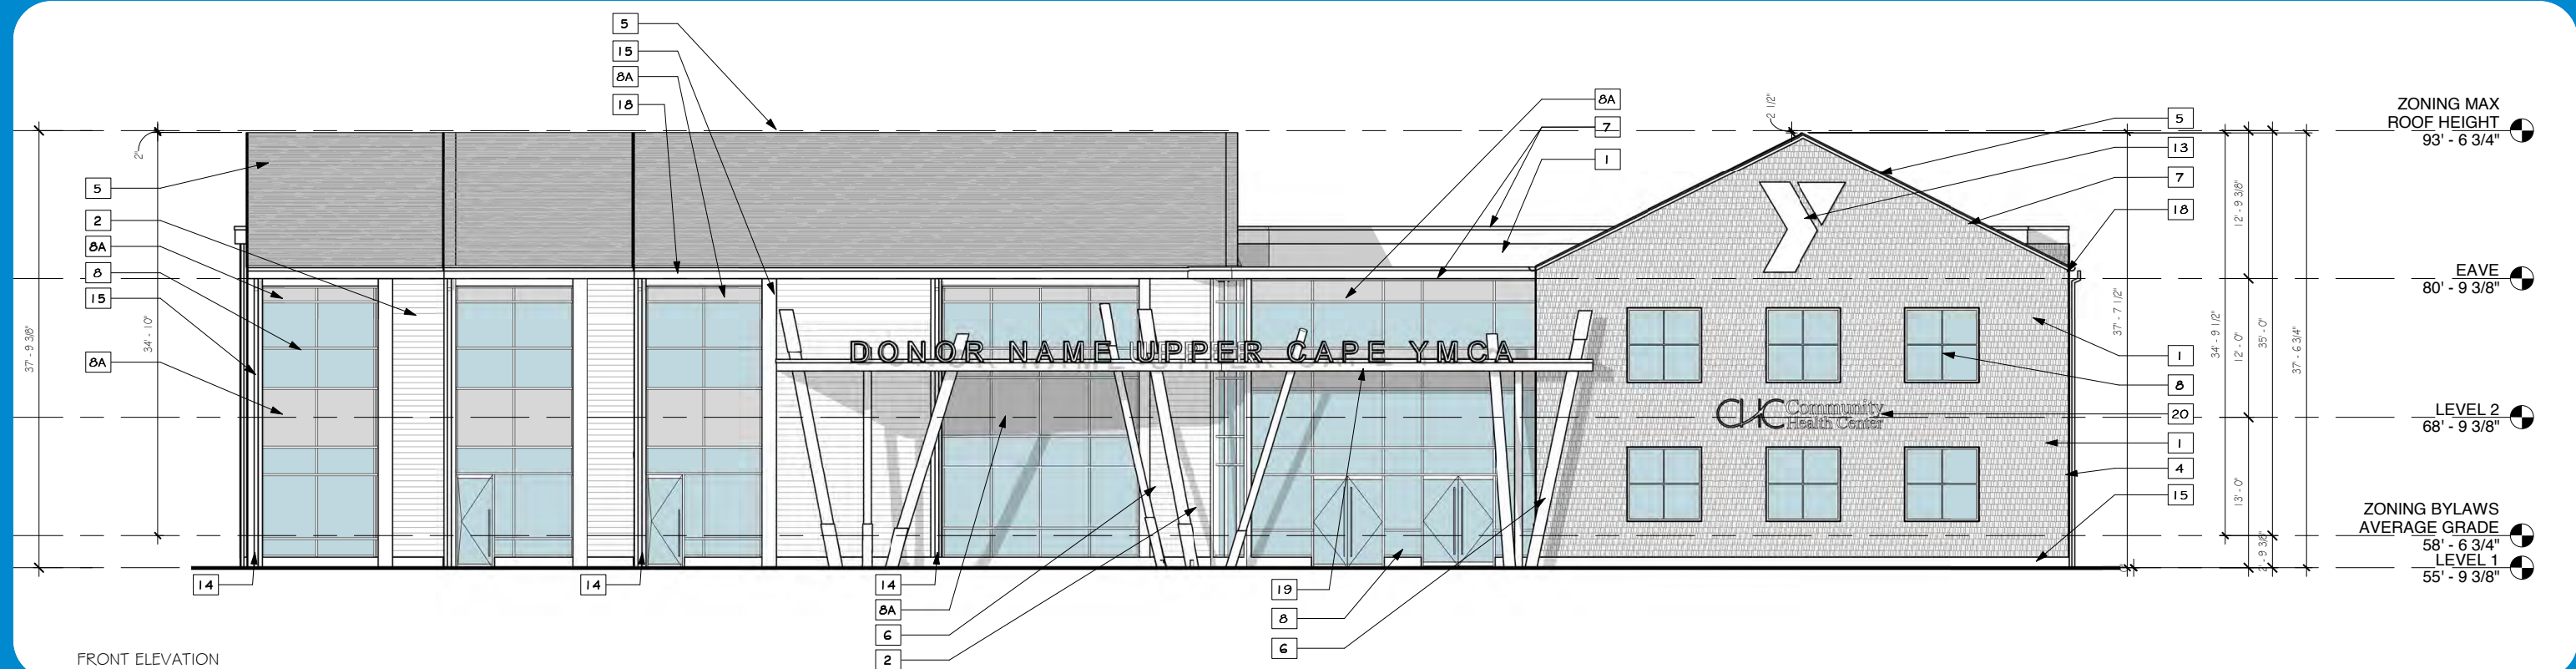 5
15
8A
18
8A
7
1
2 1/2"
5
13
7
18
ZONING MAX
ROOF HEIGHT
93' - 6 3/4"
2"
5
2
8A
8
15
8A
37' - 9 3/8"
34' - 10"
12' - 9 3/8"
EAVE
80' - 9 3/8"
37' - 7 1/2"
34' - 9 1/2"
12' - 0"
35' - 0"
37' - 6 3/4"
DONOR NAME UPPER CAPE YMCA
1
8
20
1
4
15
CHC Community
Health Center
LEVEL 2
68' - 9 3/8"
13' - 0"
2' - 9 3/8"
ZONING BYLAWS
AVERAGE GRADE
58' - 6 3/4"
LEVEL 1
55' - 9 3/8"
14
14
14
8A
6
2
19
8
6
FRONT ELEVATION